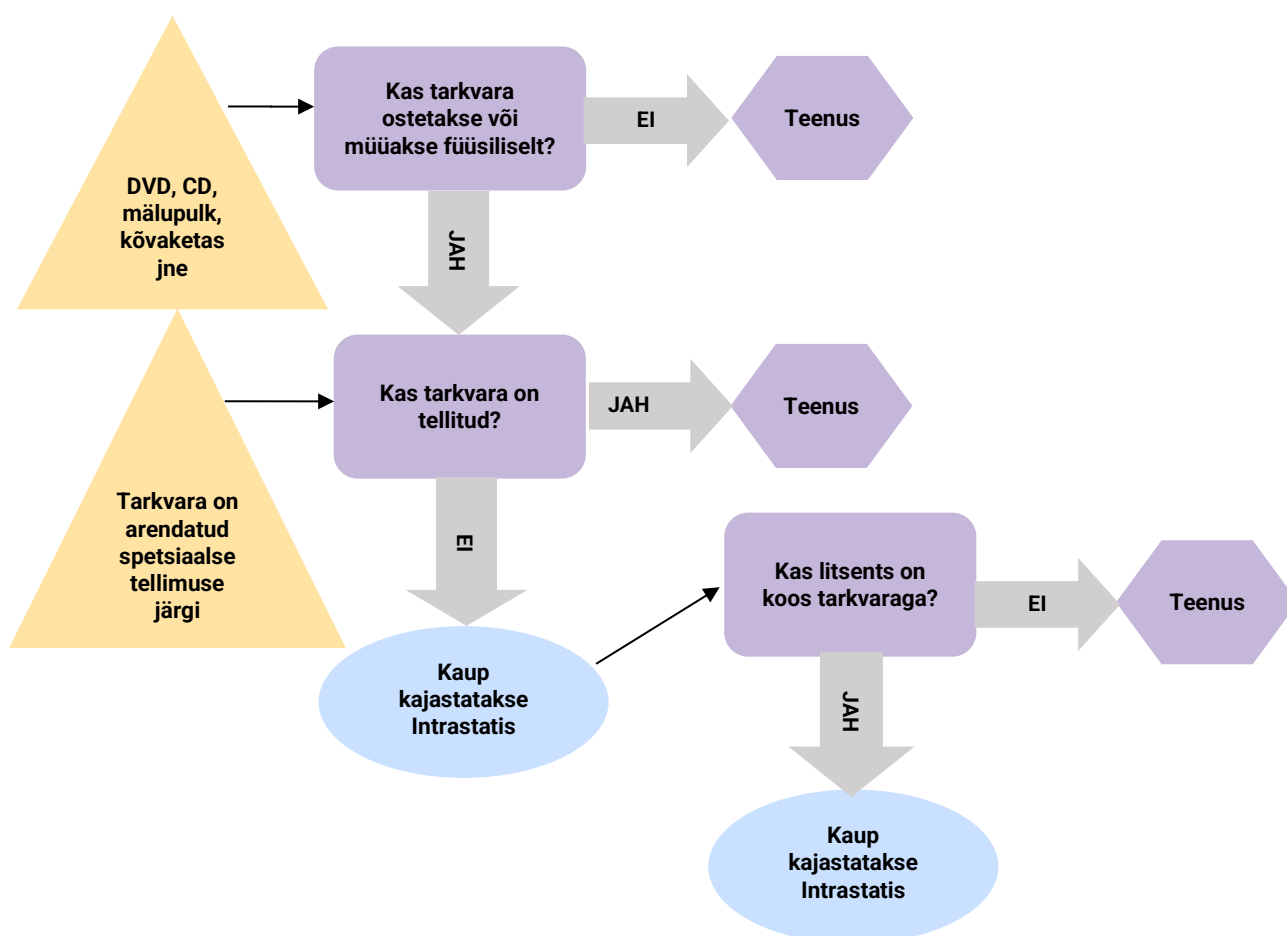 Kas tarkvara
ostetakse või
müüakse füüsiliselt?
EI
Teenus
DVD, CD,
mälupulk,
kõvaketas
jne
JAH
Kas tarkvara on
tellitud?
JAH
Teenus
Tarkvara on
arendatud
spetsiaalse
tellimuse
järgi
EI
Kas litsents on
koos tarkvaraga?
EI
Teenus
Kaup
kajastatakse
Intrastatis
JAH
Kaup
kajastatakse
Intrastatis